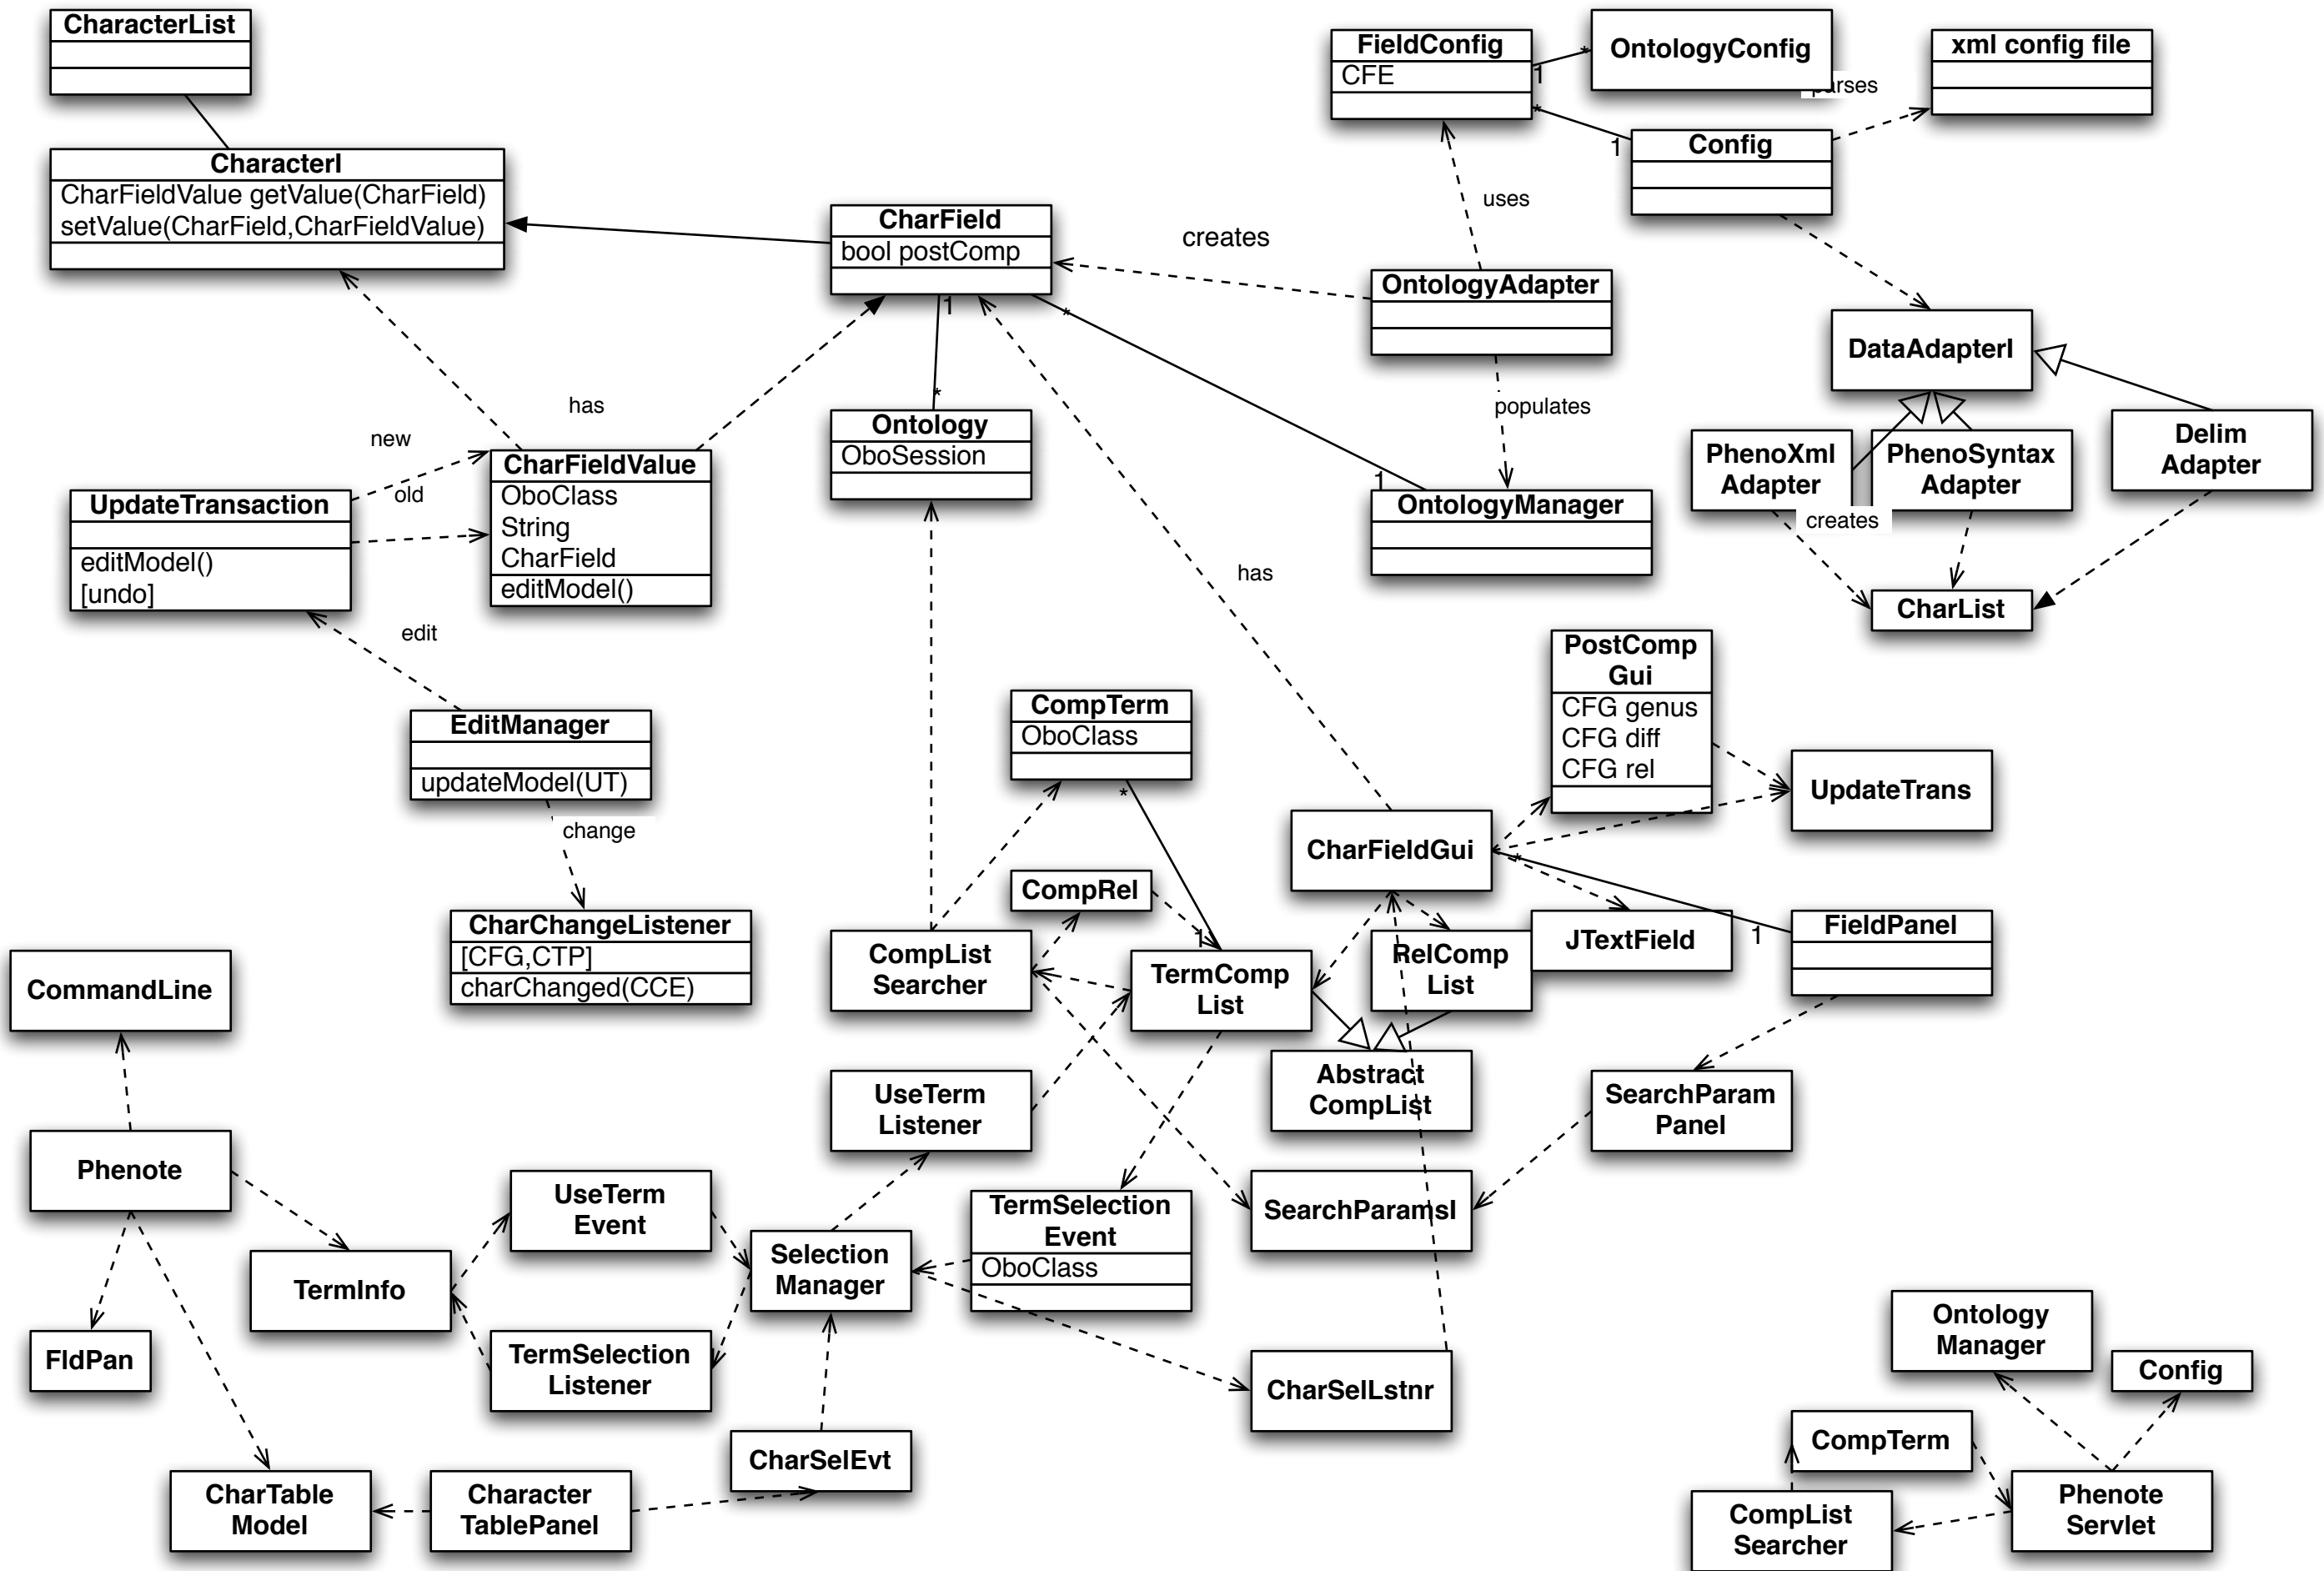 CharacterList
FieldConfig
CFE
OntologyConfig
xml config file
1
*
parses
*
1
Config
CharacterI
CharFieldValue getValue(CharField)
setValue(CharField,CharFieldValue)
CharField
bool postComp
creates
uses
OntologyAdapter
1
*
DataAdapterI
has
*
populates
new
Ontology
OboSession
PhenoXml
Adapter
PhenoSyntax
Adapter
Delim
Adapter
CharFieldValue
OboClass
String
CharField
editModel()
old
UpdateTransaction
editModel()
[undo]
1
OntologyManager
creates
has
CharList
edit
PostComp
Gui
CFG genus
CFG diff
CFG rel
EditManager
updateModel(UT)
CompTerm
OboClass
*
UpdateTrans
change
CharFieldGui
*
CompRel
CharChangeListener
[CFG,CTP]
charChanged(CCE)
CompList
Searcher
1
TermComp
List
RelComp
List
JTextField
1
FieldPanel
CommandLine
Abstract
CompList
UseTerm
Listener
SearchParam
Panel
Phenote
UseTerm
Event
TermSelection
Event
OboClass
SearchParamsI
Selection
Manager
TermInfo
Ontology
Manager
FldPan
TermSelection
Listener
CharSelLstnr
Config
CharSelEvt
CompTerm
CharTable
Model
Character
TablePanel
CompList
Searcher
Phenote
Servlet